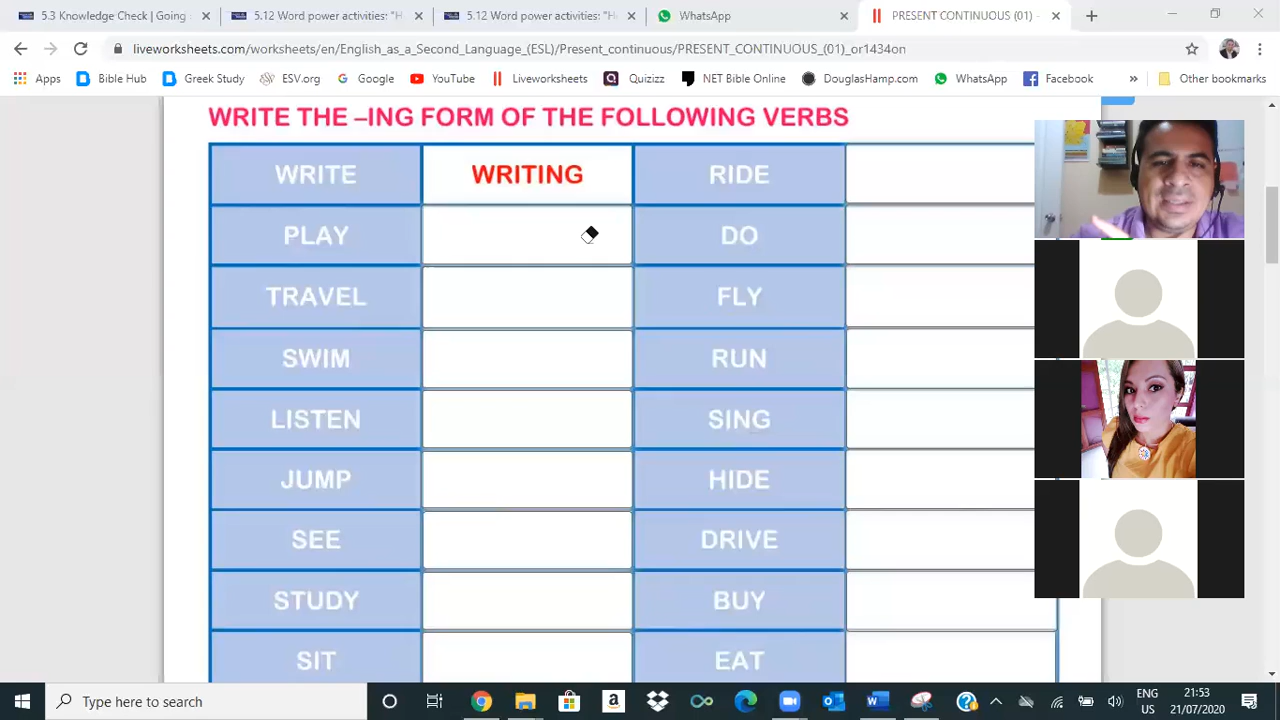 5.3 Knowledge Check | Going
5.12 Word power activities: "H
5.12 Word power activities: "H
WhatsApp
PRESENT CONTINUOUS (01) -
liveworksheets.com/worksheets/en/English_as_a_Second_Language_(ESL)/Present_continuous/PRESENT_CONTINUOUS_(01)_or1434on
Apps
Bible Hub
Greek Study
ESV.org
Google
YouTube
Liveworksheets
Quizizz
NET Bible Online
DouglasHamp.com
WhatsApp
Facebook
Other bookmarks
WRITE THE –ING FORM OF THE FOLLOWING VERBS
WRITE WRITING RIDE
PLAY DO
TRAVEL FLY
SWIM RUN
LISTEN SING
JUMP HIDE
SEE DRIVE
STUDY BUY
SIT EAT
Type here to search
ENG
US
21:53
21/07/2020